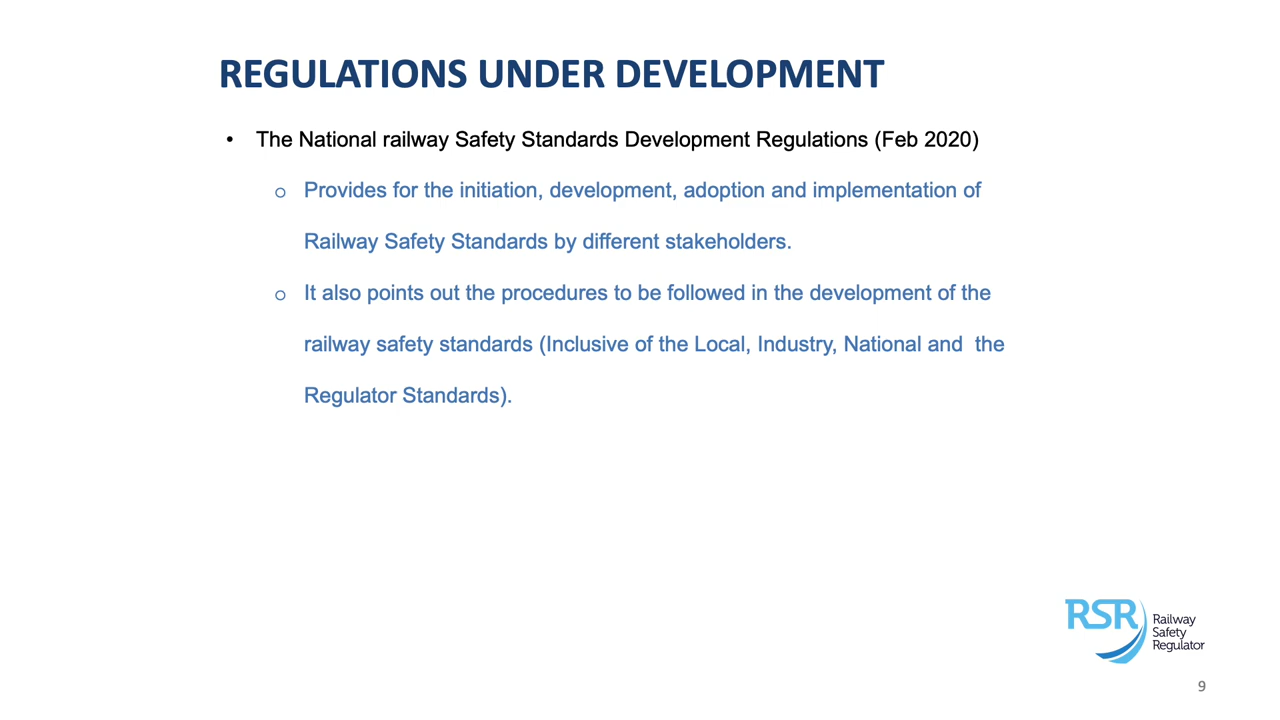 REGULATIONS UNDER DEVELOPMENT
• The National railway Safety Standards Development Regulations (Feb 2020)
o Provides for the initiation, development, adoption and implementation of
Railway Safety Standards by different stakeholders.
o It also points out the procedures to be followed in the development of the
railway safety standards (Inclusive of the Local, Industry, National and  the
Regulator Standards).
RSR
Railway
Safety
Regulator
9